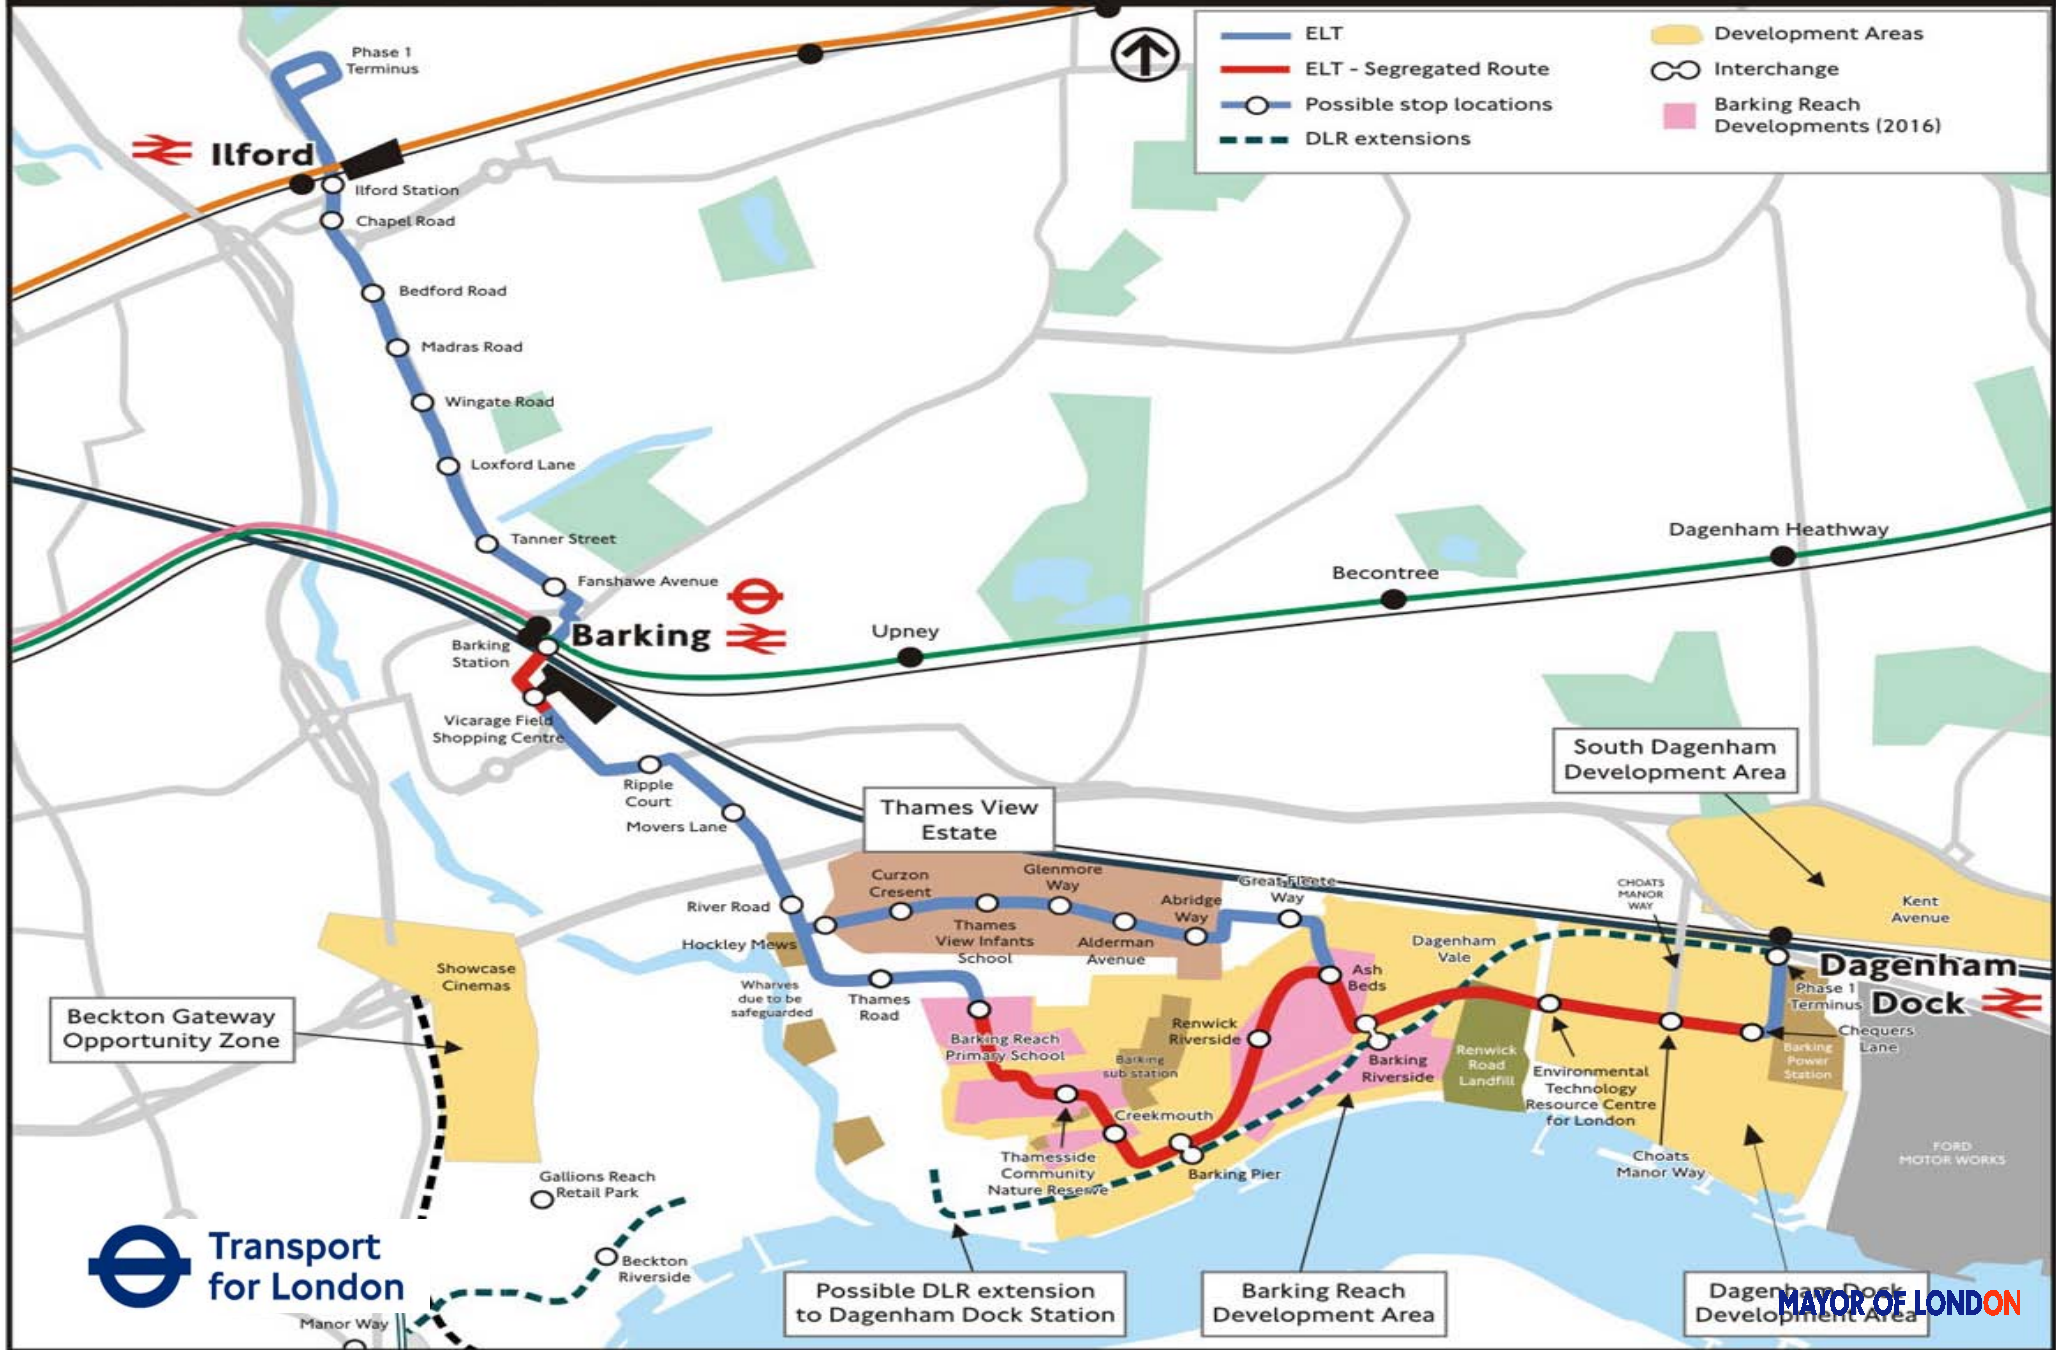 Phase 1
Terminus
ELT
ELT - Segregated Route
Possible stop locations
DLR extensions
Development Areas
Interchange
Barking Reach
Developments (2016)
Ilford
Ilford Station
Chapel Road
Bedford Road
Madras Road
Wingate Road
Loxford Lane
Tanner Street
Fanshawe Avenue
Barking
Barking
Station
Upney
Becontree
Dagenham Heathway
Vicarage Field
Shopping Centre
Ripple
Court
Movers Lane
South Dagenham
Development Area
Thames View
Estate
River Road
Hockley Mews
Curzon
Cresent
Thames
View Infants
School
Glenmore
Way
Alderman
Avenue
Abridge
Way
Great Fleete
Way
CHOATS
MANOR
WAY
Kent
Avenue
Dagenham
Vale
Showcase
Cinemas
Beckton Gateway
Opportunity Zone
Wharves
due to be
safeguarded
Thames
Road
Barking Reach
Primary School
Barking
sub station
Renwick
Riverside
Ash
Beds
Barking
Riverside
Renwick
Road
Landfill
Environmental
Technology
Resource Centre
for London
Dagenham
Dock
Phase 1
Terminus
Chequers
Lane
Barking
Power
Station
Creekmouth
Thamesside
Community
Nature Reserve
Barking Pier
Choats
Manor Way
FORD
MOTOR WORKS
Gallions Reach
Retail Park
Beckton
Riverside
Transport
for London
Manor Way
Possible DLR extension
to Dagenham Dock Station
Barking Reach
Development Area
Dagenham Dock
Development Area
MAYOR OF LONDON